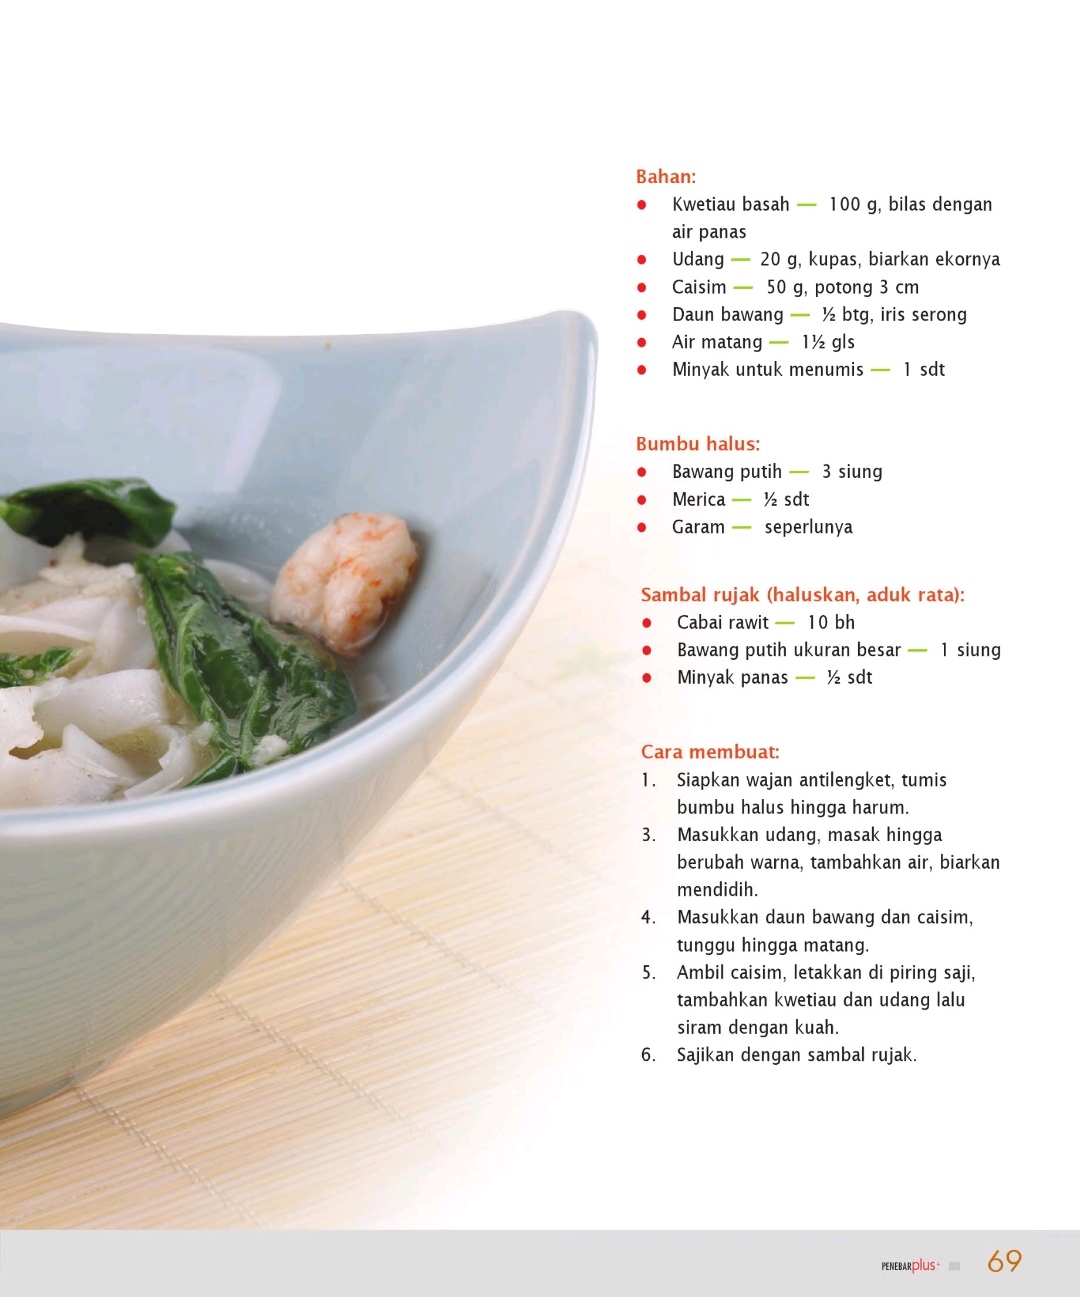 Bahan:
● Kwetiau basah — 100 g, bilas dengan
air panas
● Udang — 20 g, kupas, biarkan ekornya
● Caisim — 50 g, potong 3 cm
● Daun bawang — ½ btg, iris serong
● Air matang — 1½ gls
● Minyak untuk menumis — 1 sdt
Bumbu halus:
● Bawang putih — 3 siung
● Merica — ½ sdt
● Garam — seperlunya
Sambal rujak (haluskan, aduk rata):
● Cabai rawit — 10 bh
● Bawang putih ukuran besar — 1 siung
● Minyak panas — ½ sdt
Cara membuat:
1. Siapkan wajan antilengket, tumis
bumbu halus hingga harum.
3. Masukkan udang, masak hingga
berubah warna, tambahkan air, biarkan
mendidih.
4. Masukkan daun bawang dan caisim,
tunggu hingga matang.
5. Ambil caisim, letakkan di piring saji,
tambahkan kwetiau dan udang lalu
siram dengan kuah.
6. Sajikan dengan sambal rujak.
PENEBARplus+ 69